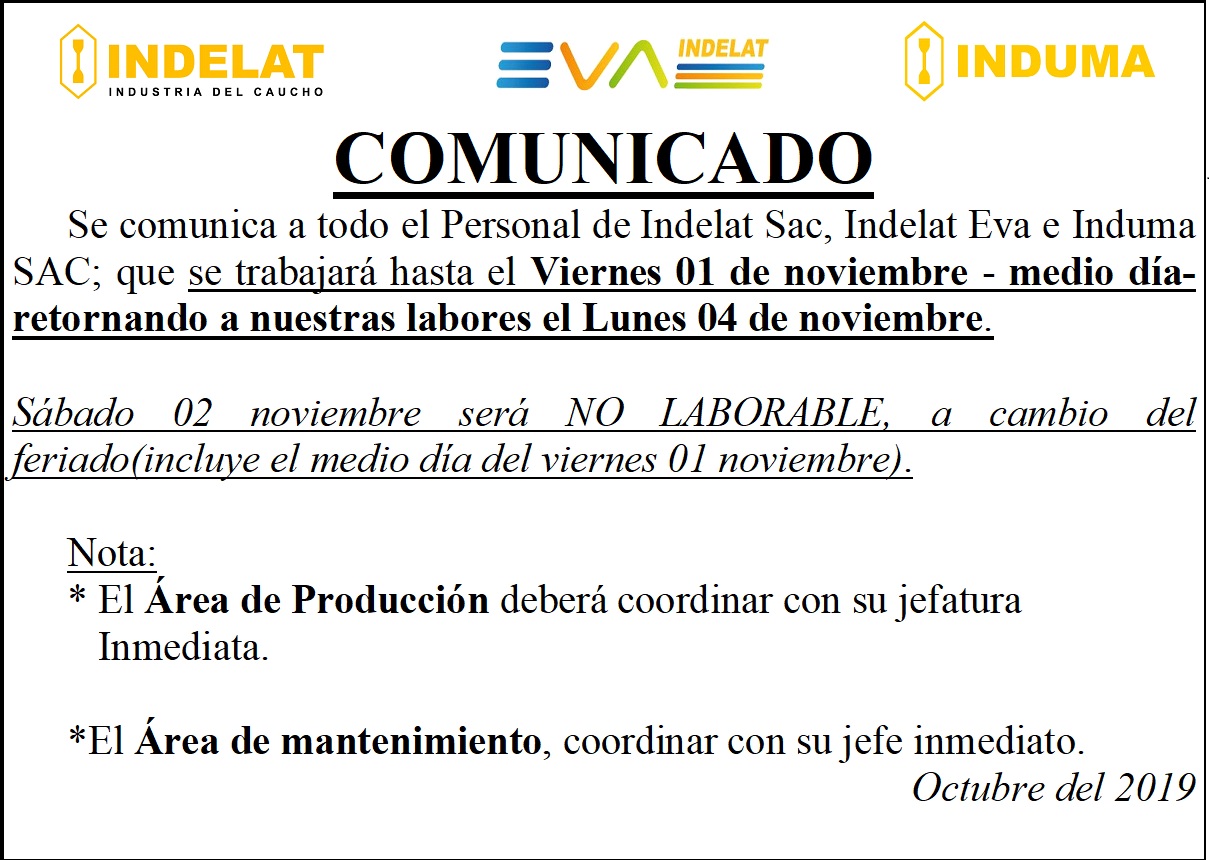 INDELAT
INDUSTRIA DEL CAUCHO
EVA INDELAT
INDUMA
COMUNICADO
Se comunica a todo el Personal de Indelat Sac, Indelat Eva e Induma
SAC; que se trabajará hasta el Viernes 01 de noviembre - medio día-
retornando a nuestras labores el Lunes 04 de noviembre.
Sábado 02 noviembre será NO LABORABLE, a cambio del
feriado(incluye el medio día del viernes 01 noviembre).
Nota:
* El Área de Producción deberá coordinar con su jefatura
Inmediata.
*El Área de mantenimiento, coordinar con su jefe inmediato.
Octubre del 2019